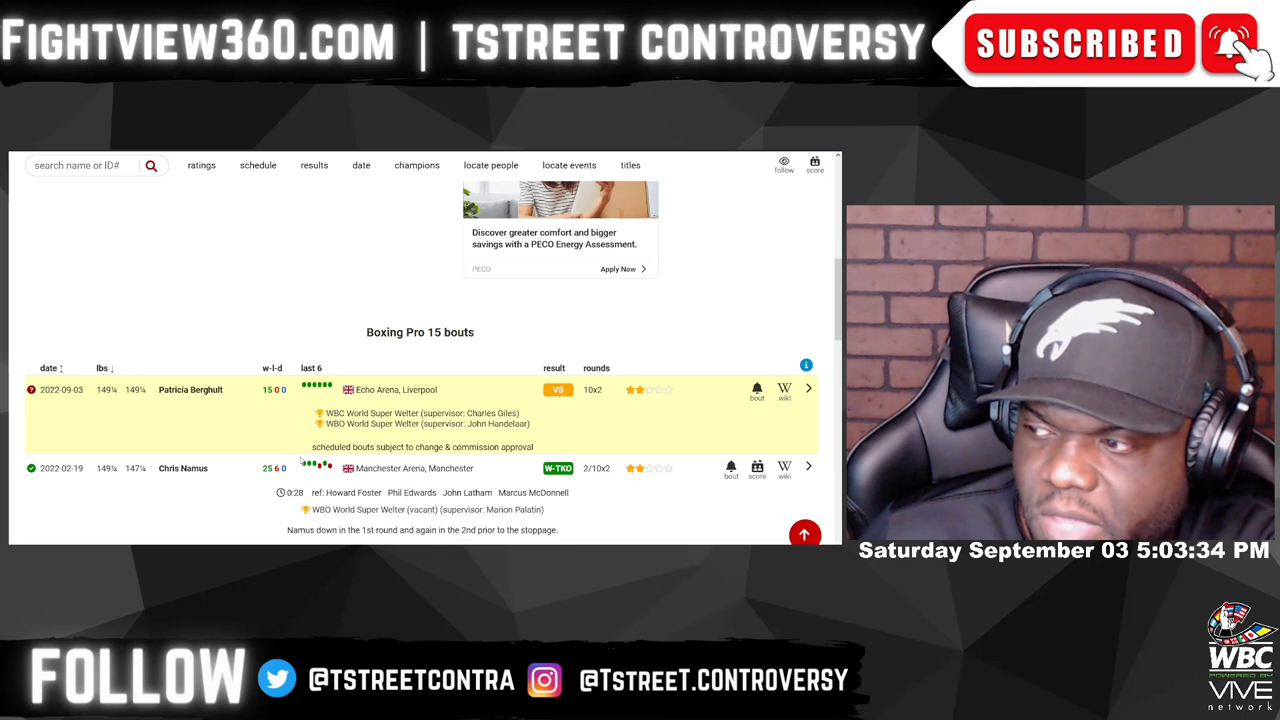 FIGHTVIEW360.COM | TSTREET CONTROVERSY
SUBSCRIBED
search name or ID#
ratings schedule results date champions locate people locate events titles
follow score
Discover greater comfort and bigger
savings with a PECO Energy Assessment.
PECO Apply Now
Boxing Pro 15 bouts
date lbs w-l-d last 6 result rounds
2022-09-03 149¼ 149¼ Patricia Berghult 15 0 0 Echo Arena, Liverpool VS 10x2
bout wiki
WBC World Super Welter (supervisor: Charles Giles)
WBO World Super Welter (supervisor: John Handelaar)
scheduled bouts subject to change & commission approval
2022-02-19 149¼ 147¼ Chris Namus 25 6 0 Manchester Arena, Manchester W-TKO 2/10x2
bout score wiki
0:28 ref: Howard Foster Phil Edwards John Latham Marcus McDonnell
WBO World Super Welter (vacant) (supervisor: Marion Palatin)
Namus down in the 1st round and again in the 2nd prior to the stoppage.
Saturday September 03 5:03:34 PM
FOLLOW @TSTREETCONTRA @TSTREET.CONTROVERSY
WBC
POWERED BY
VIVE
network